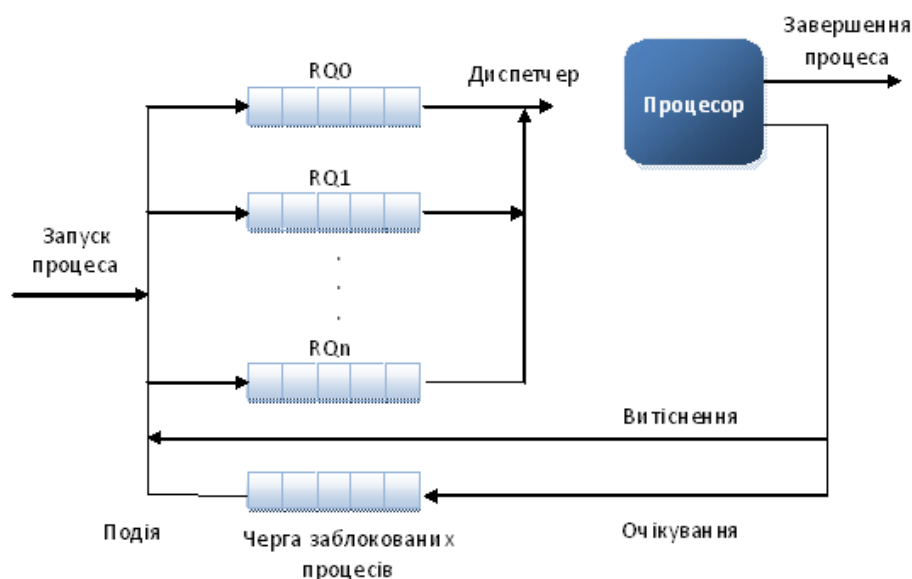 Завершення
процеса
RQ0
Диспетчер
Процесор
RQ1
Запуск
процеса
RQn
Витіснення
Подія
Черга заблокованих
процесів
Очікування